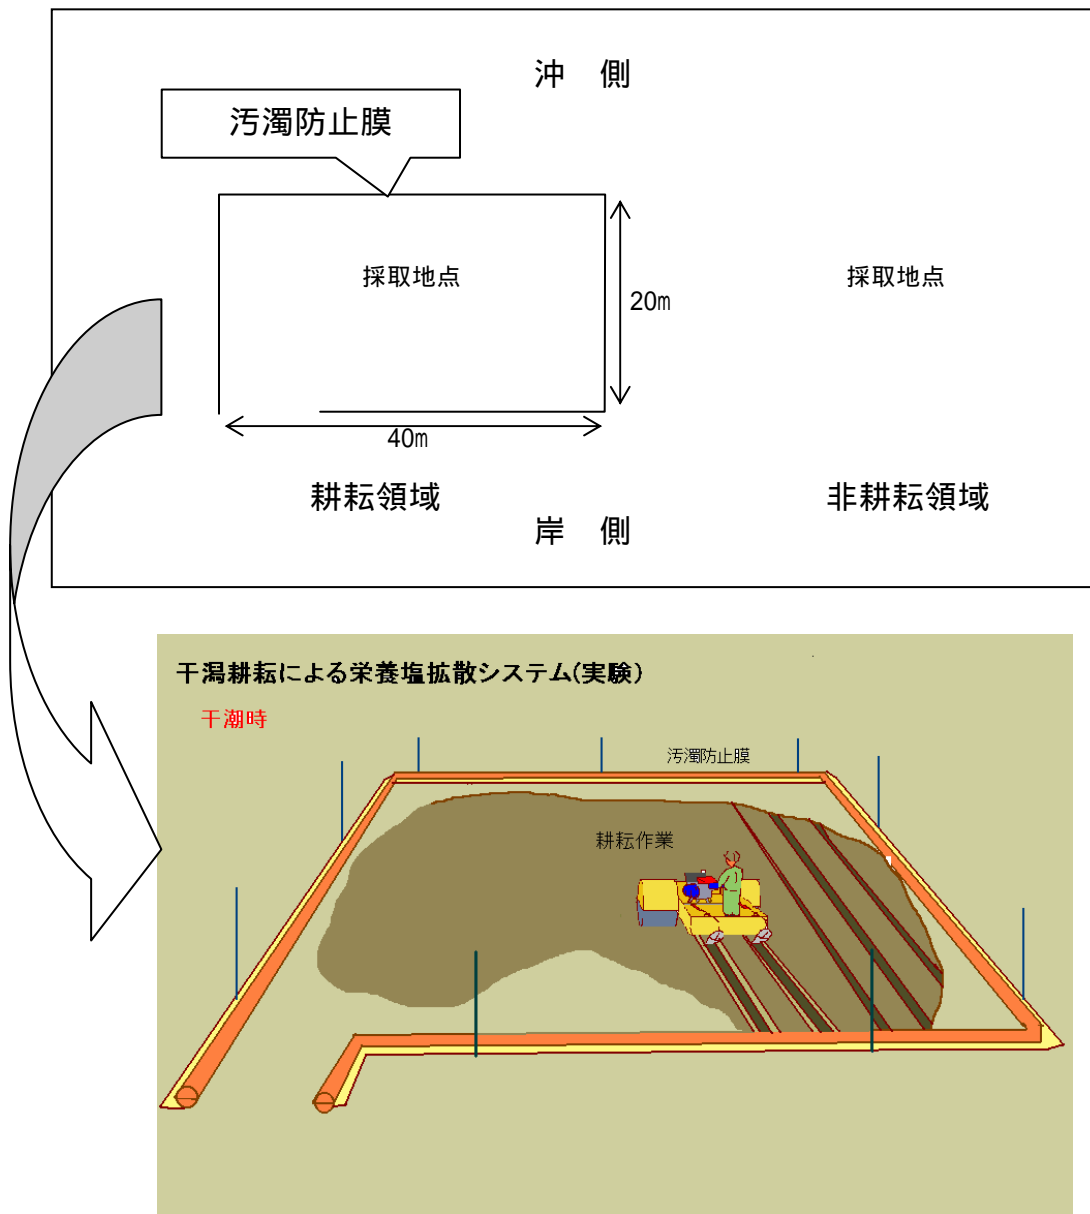 沖　側
汚濁防止膜
採取地点
採取地点
20ｍ
40ｍ
耕耘領域
非耕耘領域
岸　側
干潟耕耘による栄養塩拡散システム(実験)
干潮時
汚濁防止膜
耕耘作業